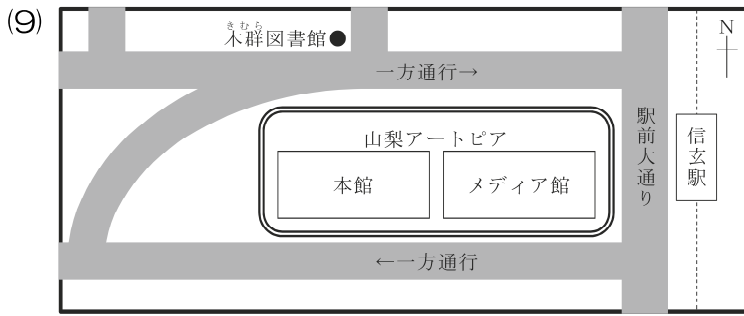 (9)
きむら
木群図書館●
N
一方通行→
山梨アートピア
本館
メディア館
駅前大通り
信玄駅
←一方通行